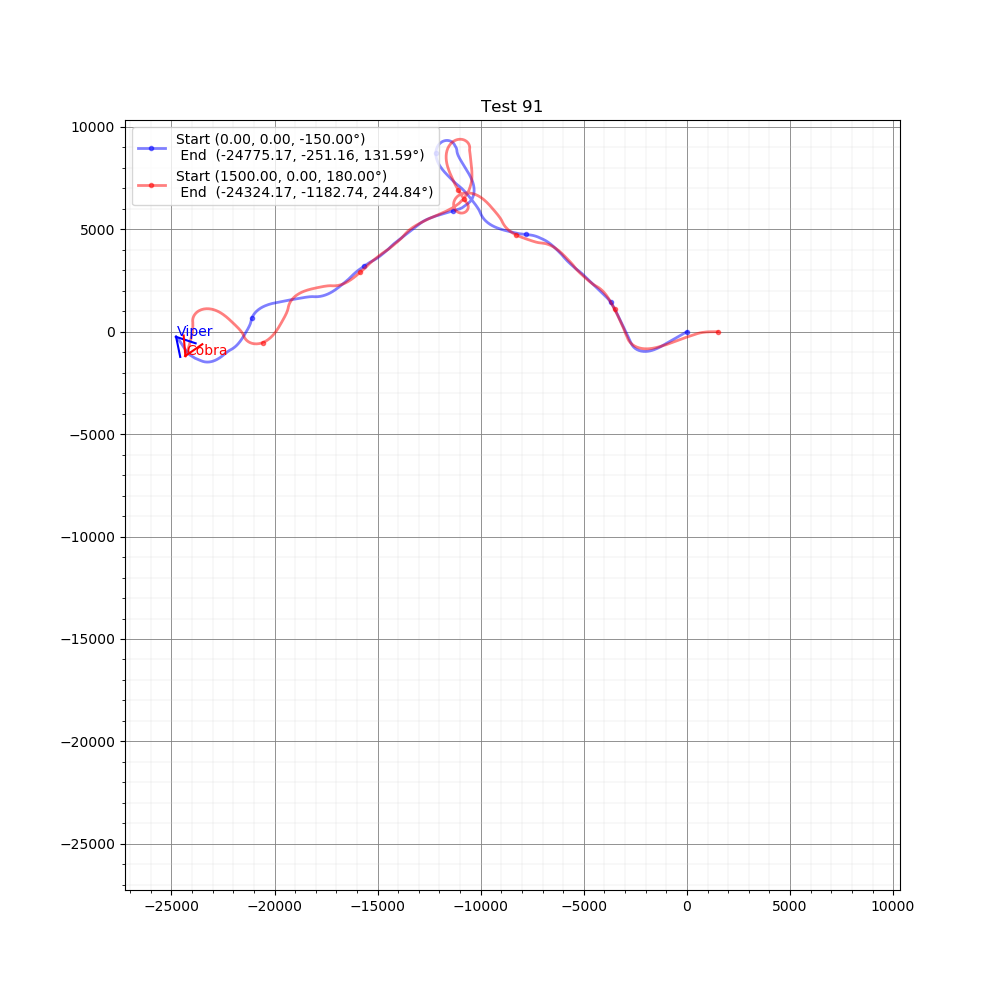 Test 91
Start (0.00, 0.00, -150.00°)
End (-24775.17, -251.16, 131.59°)
Start (1500.00, 0.00, 180.00°)
End (-24324.17, -1182.74, 244.84°)
10000
5000
0
−5000
−10000
−15000
−20000
−25000
Viper
Cobra
−25000 −20000 −15000 −10000 −5000 0 5000 10000